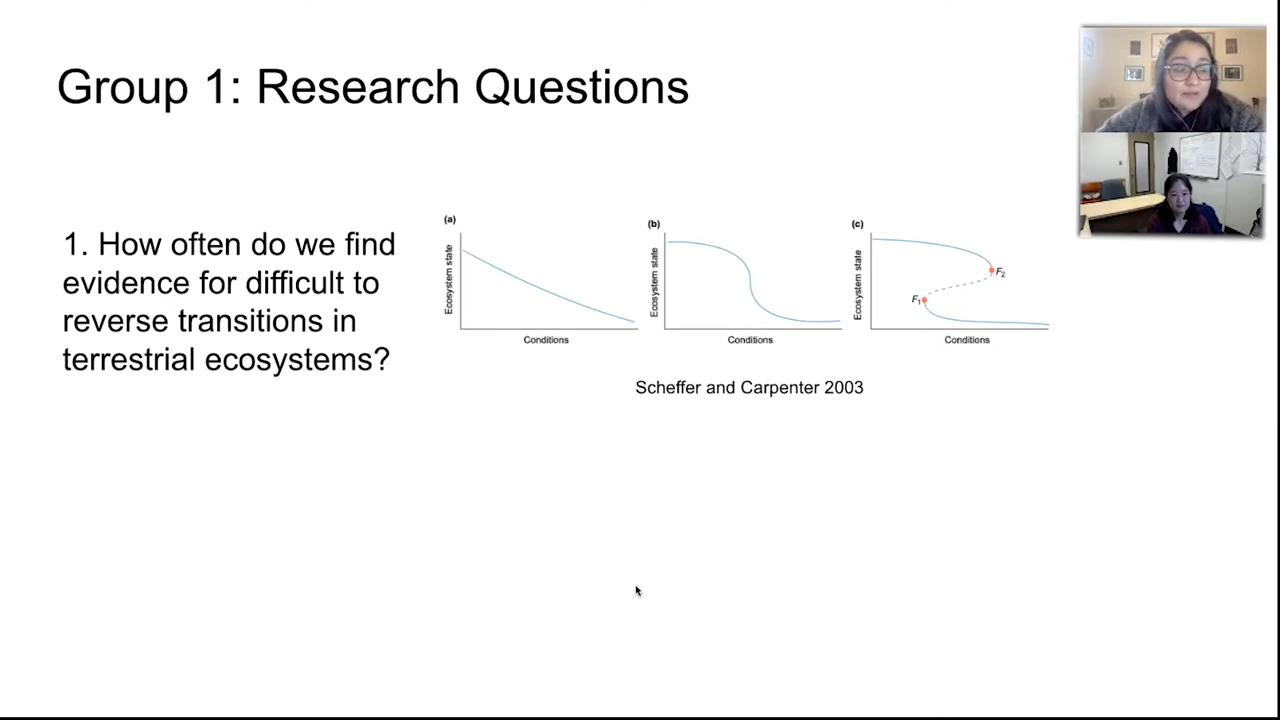 Group 1: Research Questions
1. How often do we find
evidence for difficult to
reverse transitions in
terrestrial ecosystems?
(a)
Ecosystem state
Conditions
(b)
Ecosystem state
Conditions
(c)
Ecosystem state
F2
F1
Conditions
Scheffer and Carpenter 2003